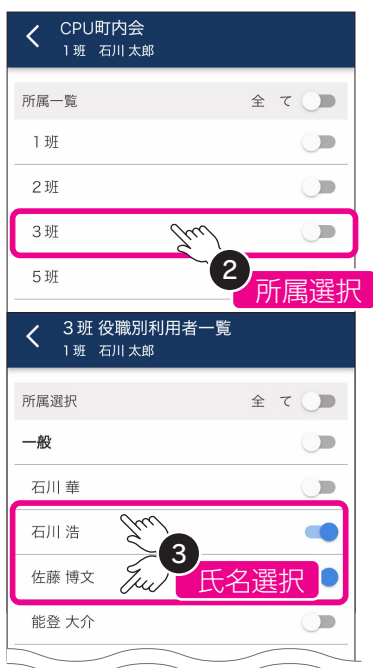 CPU町内会
1班 石川 太郎
所属一覧 全 て
1 班
2 班
3 班
2
所属選択
5 班
3 班 役職別利用者一覧
1班 石川 太郎
所属選択 全 て
一般
石川 華
石川 浩
3
氏名選択
佐藤 博文
能登 大介